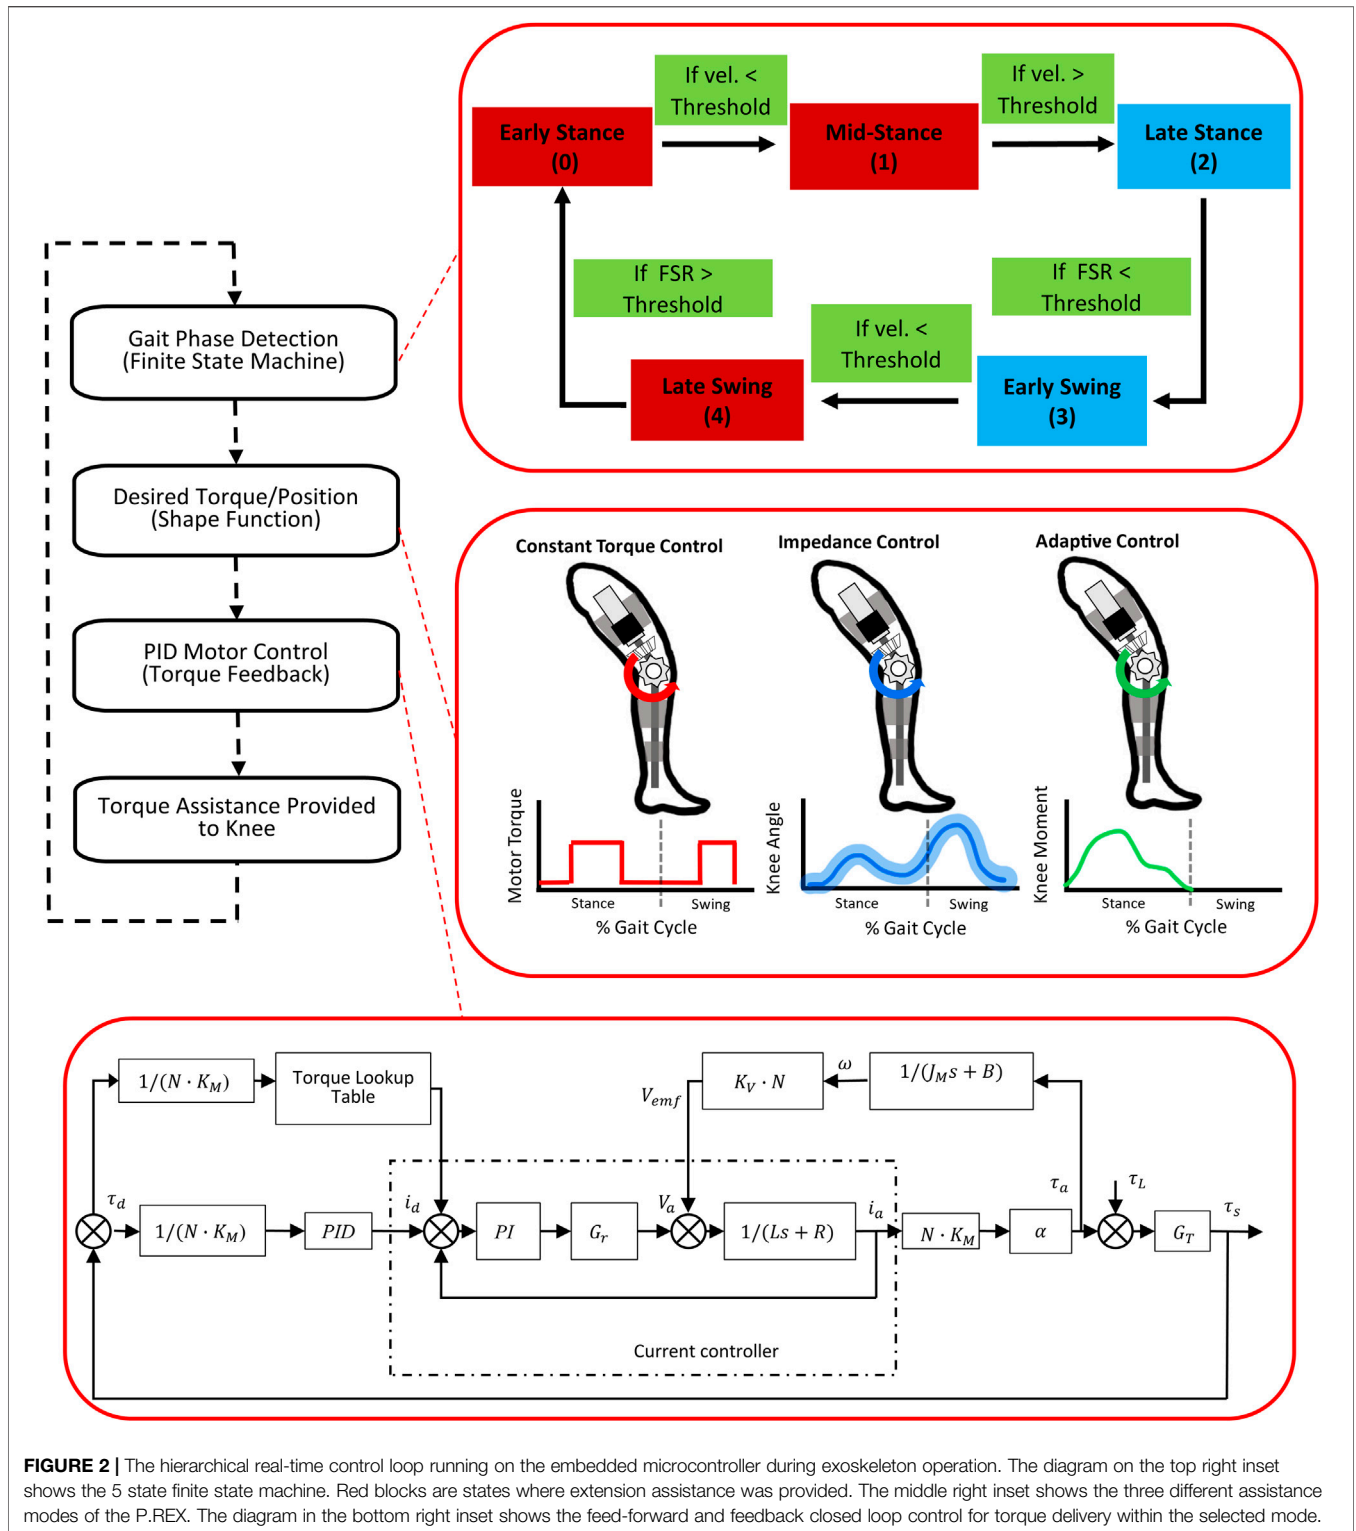 If vel. <
Threshold
If vel. >
Threshold
Early Stance
(0)
Mid-Stance
(1)
Late Stance
(2)
If FSR >
Threshold
If FSR <
Threshold
If vel. <
Threshold
Late Swing
(4)
Early Swing
(3)
Gait Phase Detection
(Finite State Machine)
Desired Torque/Position
(Shape Function)
PID Motor Control
(Torque Feedback)
Torque Assistance Provided
to Knee
Constant Torque Control
Impedance Control
Adaptive Control
Motor Torque
Stance
Swing
% Gait Cycle
Knee Angle
Stance
Swing
% Gait Cycle
Knee Moment
Stance
Swing
% Gait Cycle
1/(N · K_M)
Torque Lookup
Table
V_emf
K_V · N
ω
1/(J_M s + B)
τ_d
1/(N · K_M)
PID
i_d
PI
G_r
V_a
1/(Ls + R)
i_a
N · K_M
α
τ_a
τ_L
G_T
τ_s
Current controller
FIGURE 2 | The hierarchical real-time control loop running on the embedded microcontroller during exoskeleton operation. The diagram on the top right inset
shows the 5 state finite state machine. Red blocks are states where extension assistance was provided. The middle right inset shows the three different assistance
modes of the P.REX. The diagram in the bottom right inset shows the feed-forward and feedback closed loop control for torque delivery within the selected mode.